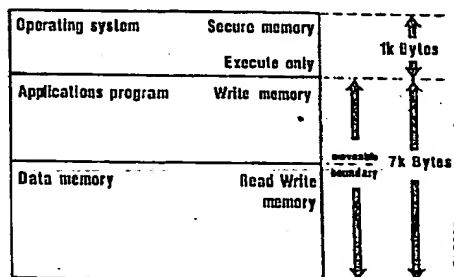 Operating system Secure memory
1k Bytes
Execute only
Applications program Write memory
moveable
boundary
7k Bytes
Data memory Read Write
memory